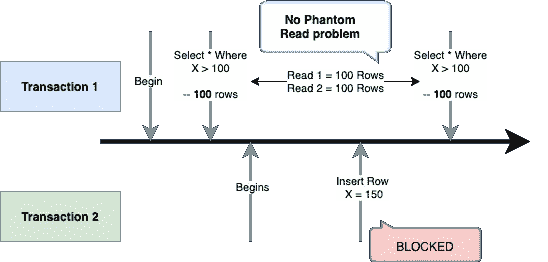 No Phantom
Read problem
Select * Where
X > 100
Select * Where
X > 100
Transaction 1
Begin
Read 1 = 100 Rows
Read 2 = 100 Rows
-- 100 rows
-- 100 rows
Transaction 2
Begins
Insert Row
X = 150
BLOCKED